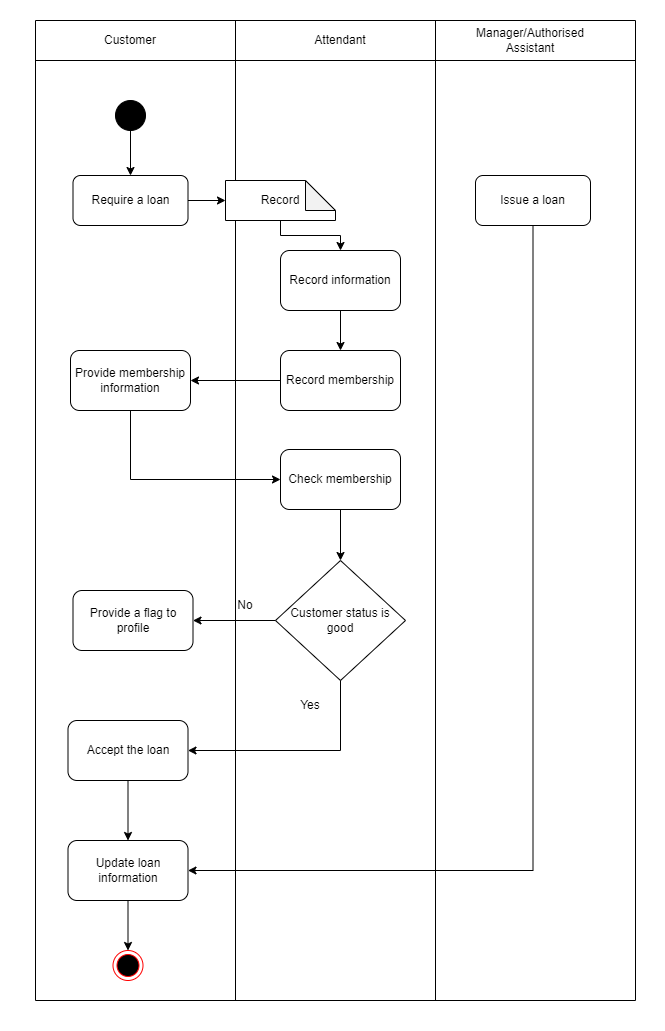 Customer
Attendant
Manager/Authorised
Assistant
Require a loan
Record
Issue a loan
Record information
Provide membership
information
Record membership
Check membership
No
Customer status is
good
Provide a flag to
profile
Yes
Accept the loan
Update loan
information